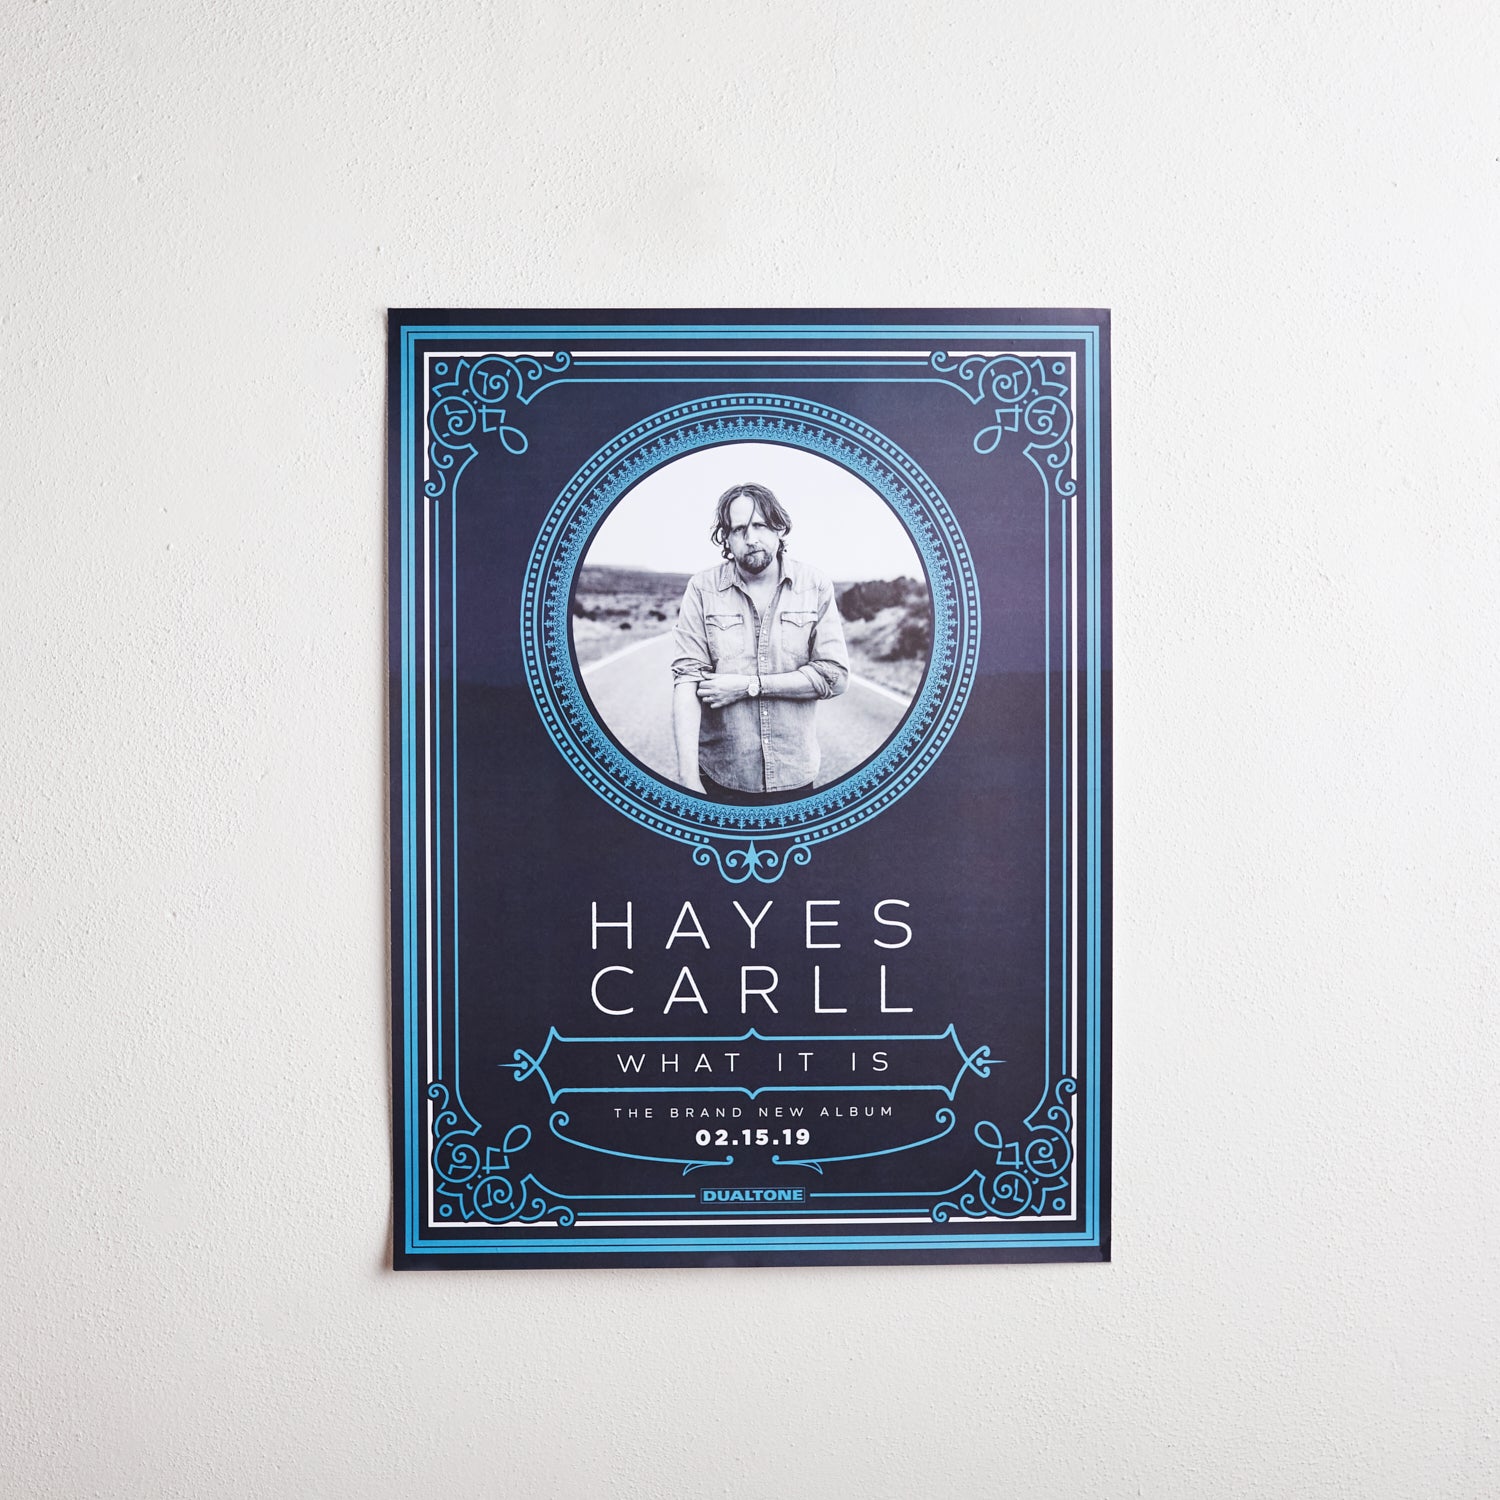 HAYES
CARLL
WHAT IT IS
THE BRAND NEW ALBUM
02.15.19
DUALTONE